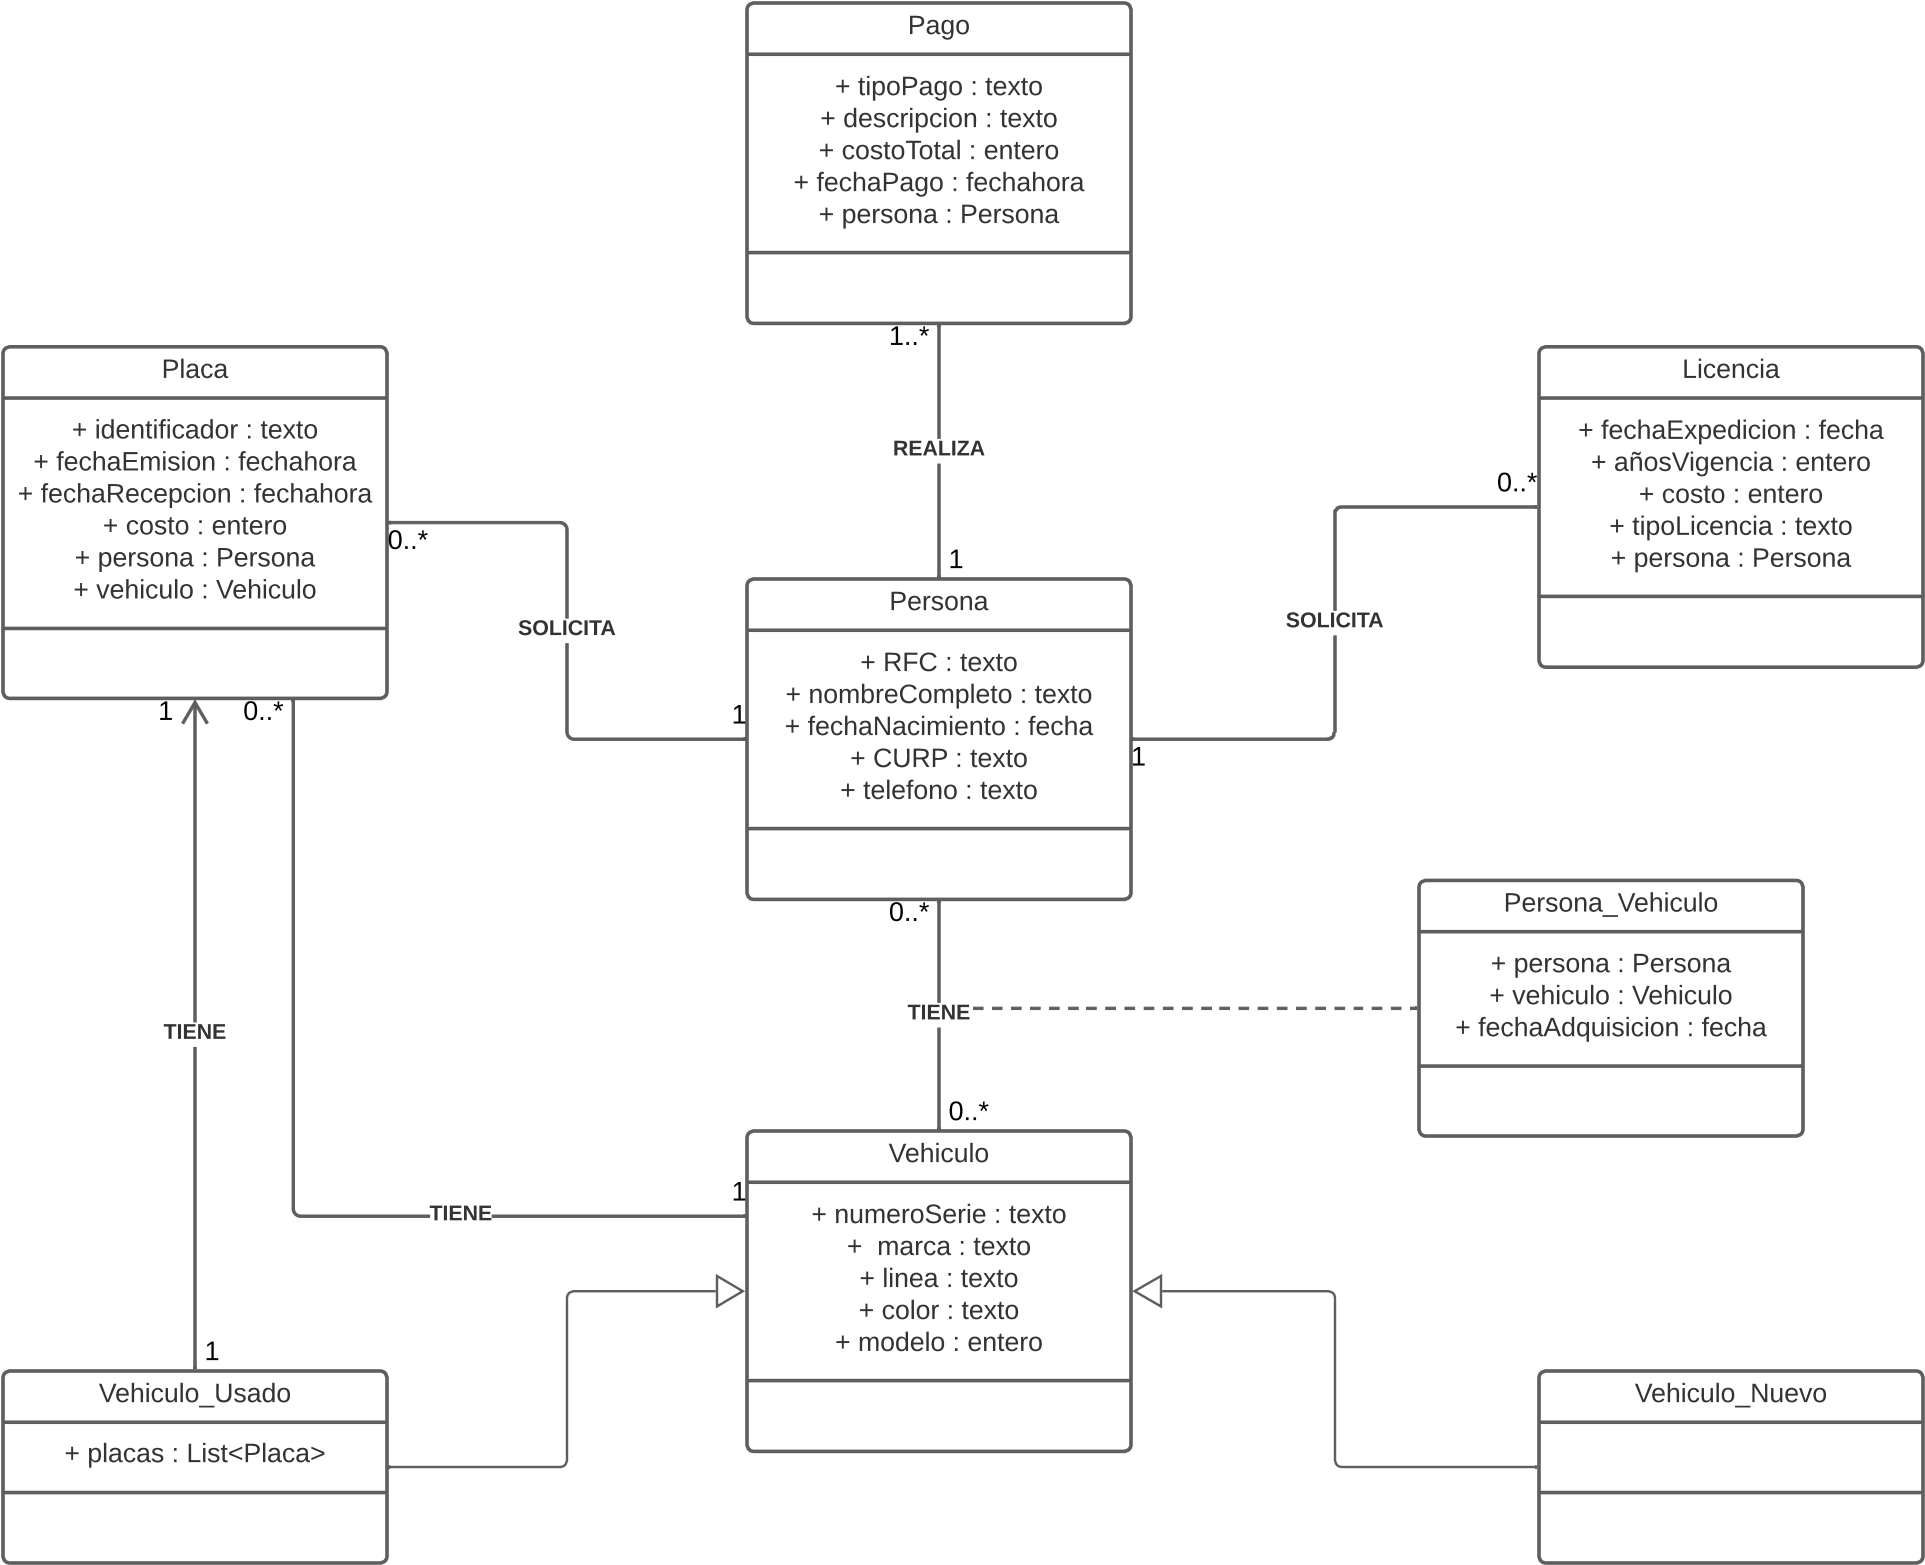 Pago
+ tipoPago : texto
+ descripcion : texto
+ costoTotal : entero
+ fechaPago : fechahora
+ persona : Persona
1..*
REALIZA
1
Placa
+ identificador : texto
+ fechaEmision : fechahora
+ fechaRecepcion : fechahora
+ costo : entero
+ persona : Persona
+ vehiculo : Vehiculo
0..*
SOLICITA
1
Licencia
+ fechaExpedicion : fecha
+ añosVigencia : entero
+ costo : entero
+ tipoLicencia : texto
+ persona : Persona
0..*
SOLICITA
1
Persona
+ RFC : texto
+ nombreCompleto : texto
+ fechaNacimiento : fecha
+ CURP : texto
+ telefono : texto
1
0..*
0..*
TIENE
0..*
Persona_Vehiculo
+ persona : Persona
+ vehiculo : Vehiculo
+ fechaAdquisicion : fecha
TIENE
1
TIENE
1
Vehiculo
+ numeroSerie : texto
+  marca : texto
+ linea : texto
+ color : texto
+ modelo : entero
Vehiculo_Usado
+ placas : List<Placa>
Vehiculo_Nuevo